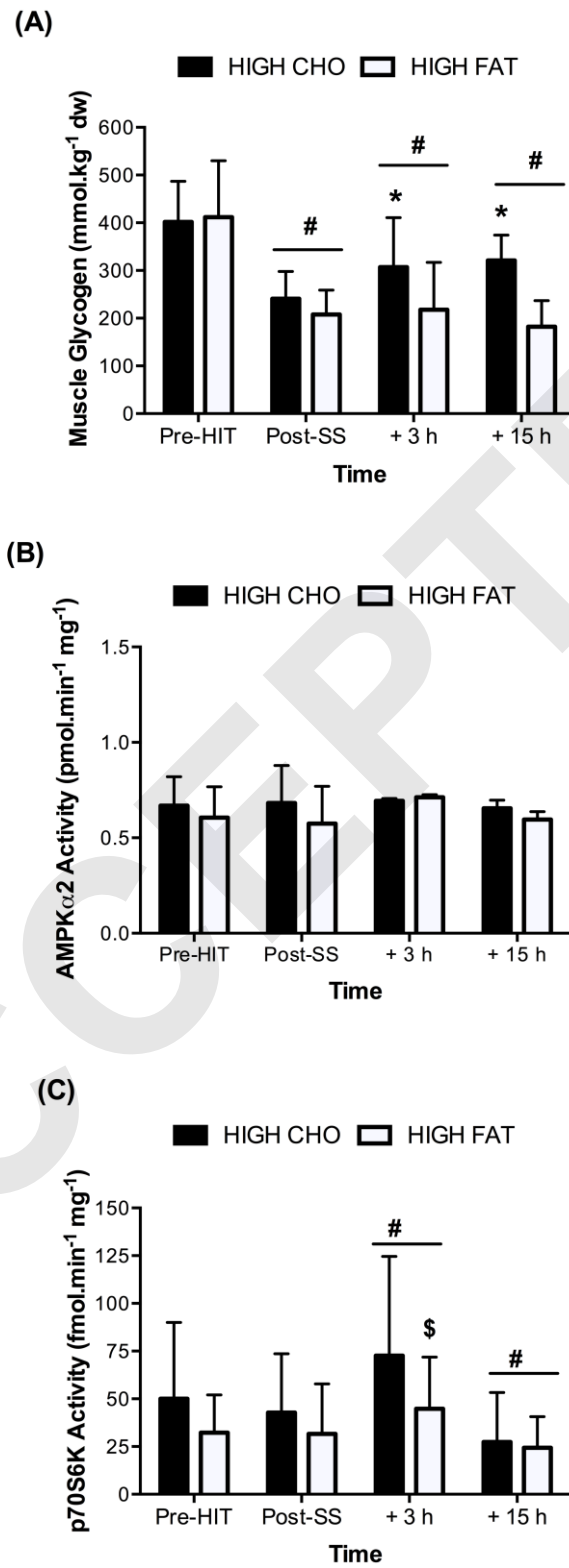 (A)
HIGH CHO HIGH FAT
Muscle Glycogen (mmol.kg⁻¹ dw)
600
500
400
300
200
100
0
#
*
#
*
#
Pre-HIT Post-SS + 3 h + 15 h
Time
(B)
HIGH CHO HIGH FAT
AMPKα2 Activity (pmol.min⁻¹ mg⁻¹)
1.5
1.0
0.5
0.0
Pre-HIT Post-SS + 3 h + 15 h
Time
(C)
HIGH CHO HIGH FAT
p70S6K Activity (fmol.min⁻¹ mg⁻¹)
150
125
100
75
50
25
0
#
$
#
Pre-HIT Post-SS + 3 h + 15 h
Time
CCEPTE